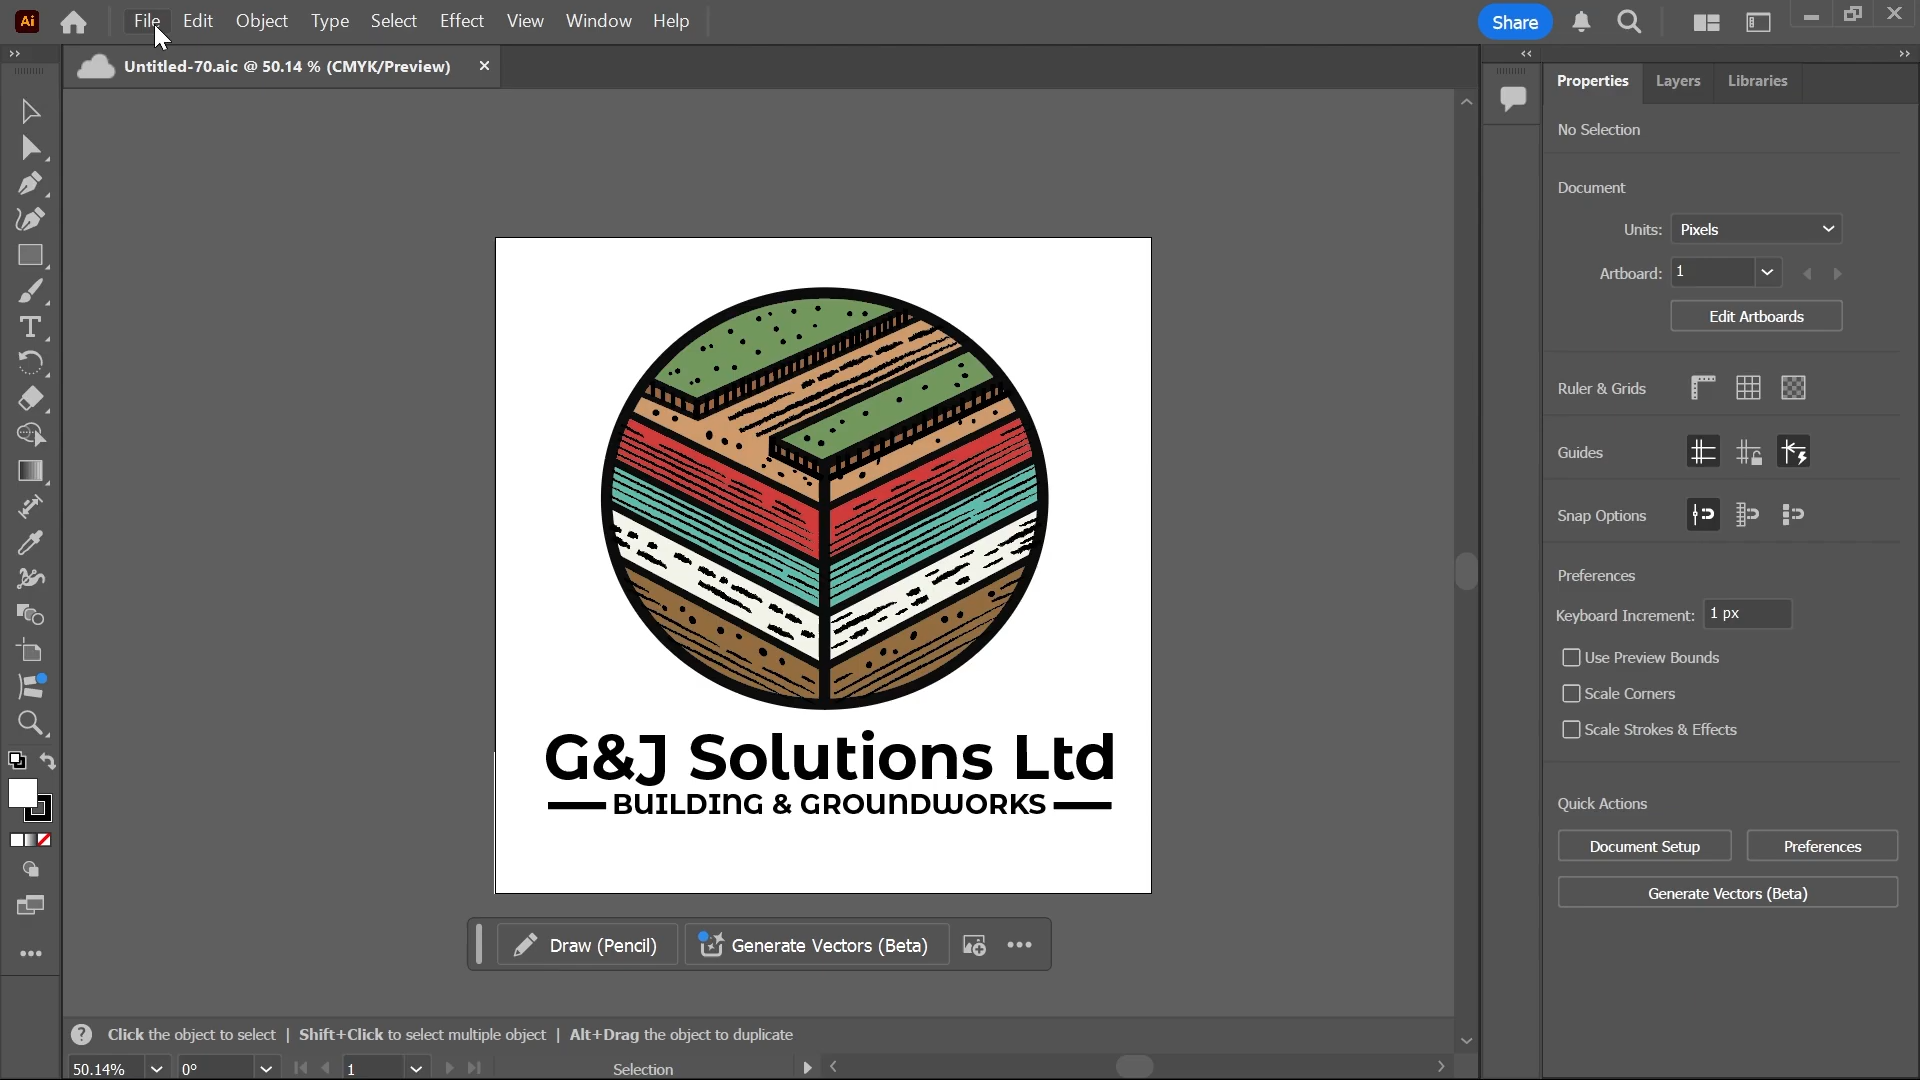 Ai File Edit Object Type Select Effect View Window Help Share
Untitled-70.aic @ 50.14 % (CMYK/Preview)
Properties Layers Libraries
No Selection
Document
Units: Pixels
Artboard: 1
Edit Artboards
Ruler & Grids
Guides
Snap Options
Preferences
Keyboard Increment: 1 px
Use Preview Bounds
Scale Corners
Scale Strokes & Effects
Quick Actions
Document Setup Preferences
Generate Vectors (Beta)
G&J Solutions Ltd
BUILDING & GROUNDWORKS
Draw (Pencil) Generate Vectors (Beta)
Click the object to select | Shift+Click to select multiple object | Alt+Drag the object to duplicate
50.14% 0° 1 Selection